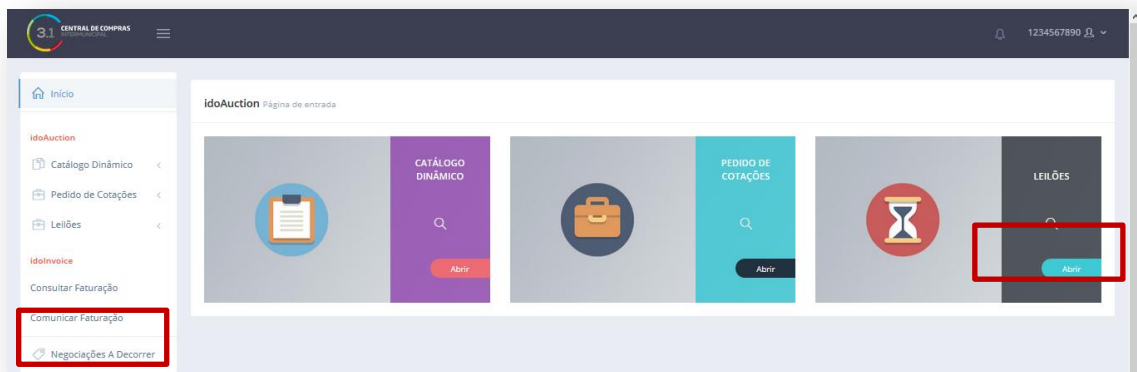 3.1 CENTRAL DE COMPRAS
INTERMUNICIPAL
1234567890
Início
idoAuction
Catálogo Dinâmico
Pedido de Cotações
Leilões
idoInvoice
Consultar Faturação
Comunicar Faturação
Negociações A Decorrer
idoAuction Página de entrada
CATÁLOGO
DINÂMICO
Abrir
PEDIDO DE
COTAÇÕES
Abrir
LEILÕES
Abrir